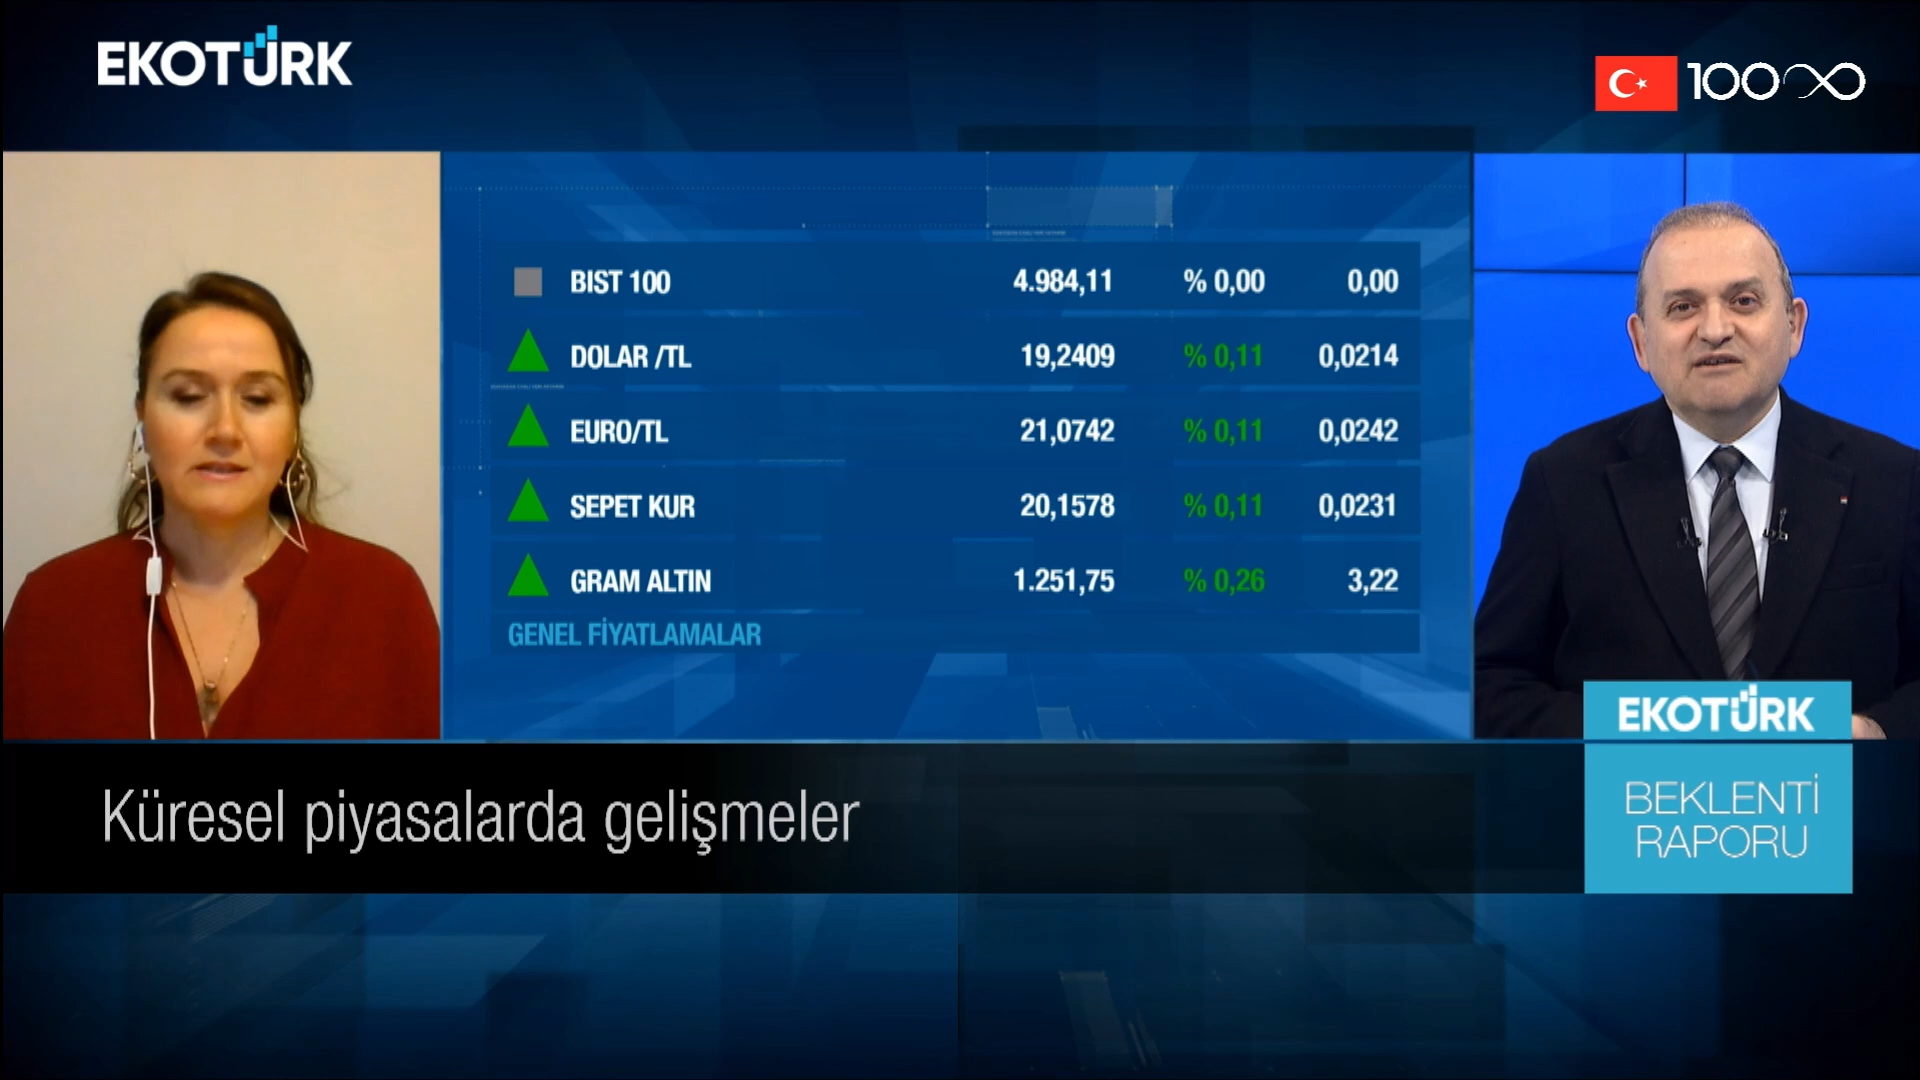 EKOTÜRK
100
BIST 100 4.984,11 % 0,00 0,00
DOLAR /TL 19,2409 % 0,11 0,0214
EURO/TL 21,0742 % 0,11 0,0242
SEPET KUR 20,1578 % 0,11 0,0231
GRAM ALTIN 1.251,75 % 0,26 3,22
GENEL FİYATLAMALAR
EKOTÜRK
Küresel piyasalarda gelişmeler
BEKLENTİ
RAPORU